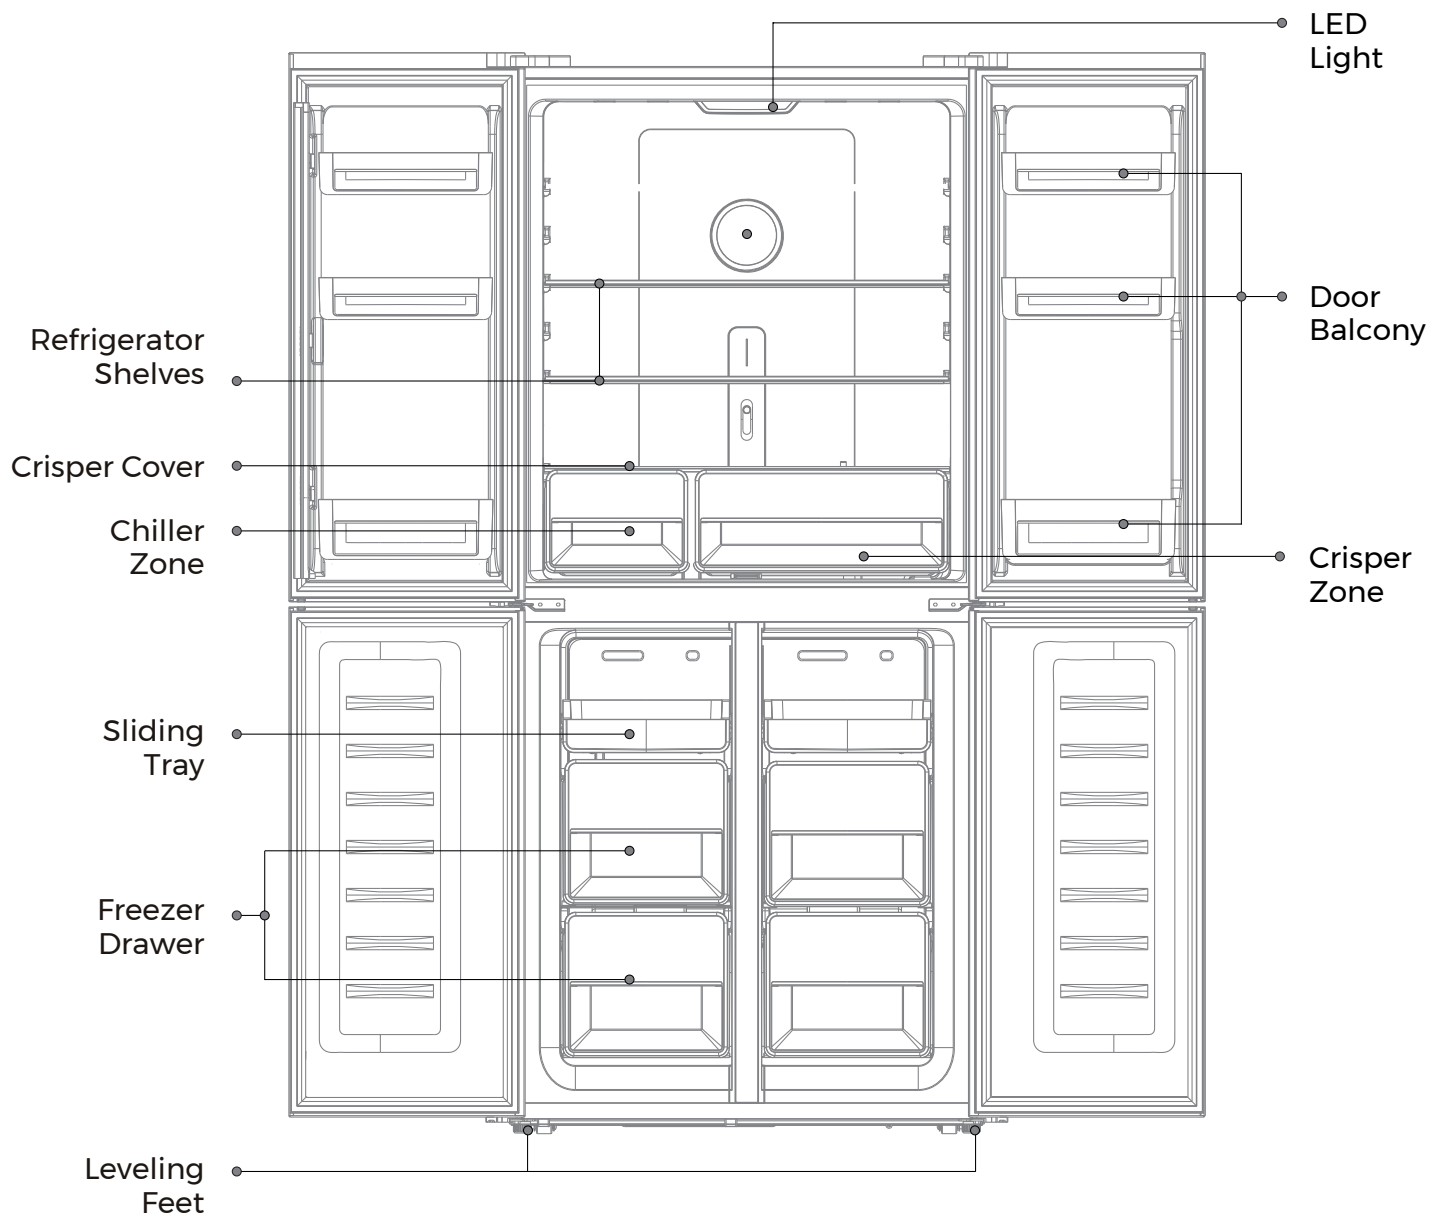 LED
Light
Door
Balcony
Refrigerator
Shelves
Crisper Cover
Chiller
Zone
Crisper
Zone
Sliding
Tray
Freezer
Drawer
Leveling
Feet